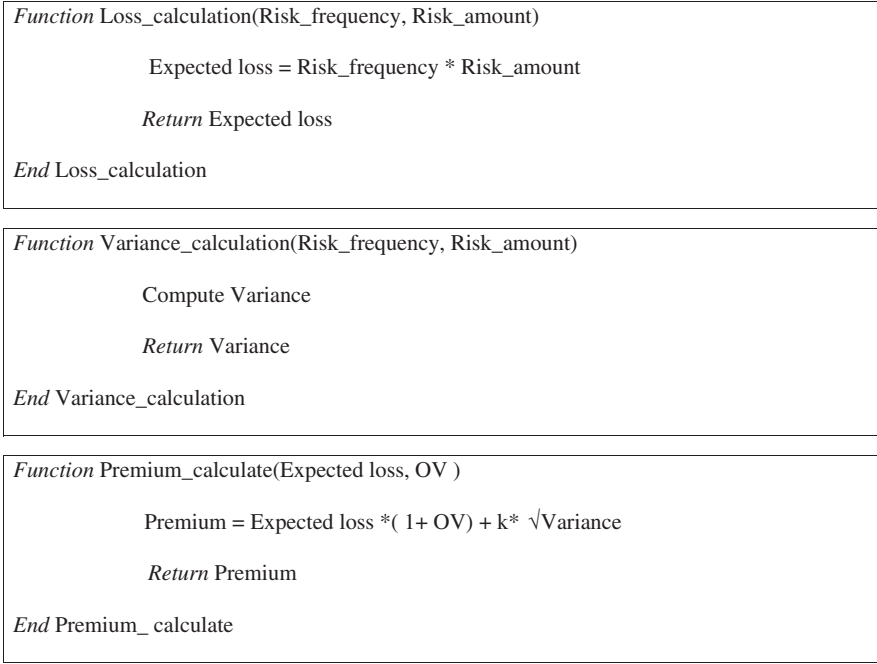 Function Loss_calculation(Risk_frequency, Risk_amount)
Expected loss = Risk_frequency * Risk_amount
Return Expected loss
End Loss_calculation
Function Variance_calculation(Risk_frequency, Risk_amount)
Compute Variance
Return Variance
End Variance_calculation
Function Premium_calculate(Expected loss, OV )
Premium = Expected loss *( 1+ OV) + k* √Variance
Return Premium
End Premium_ calculate